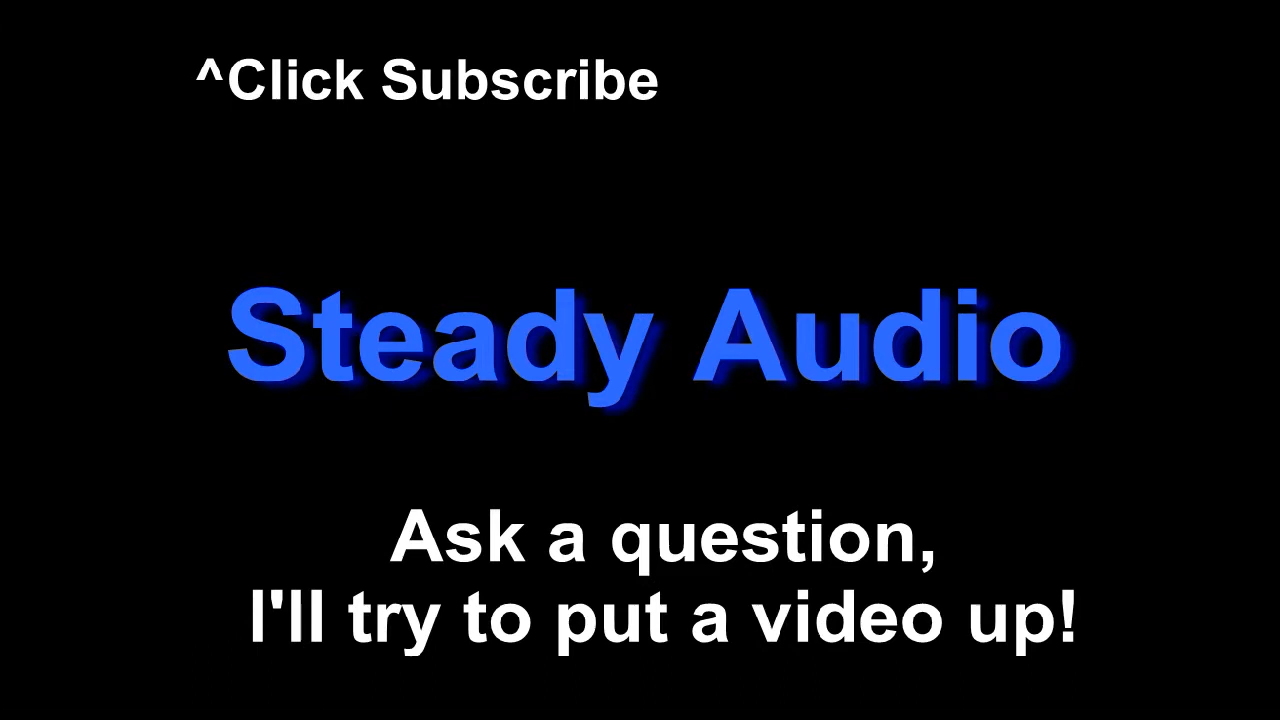 ^Click Subscribe
Steady Audio
Ask a question,
I'll try to put a video up!